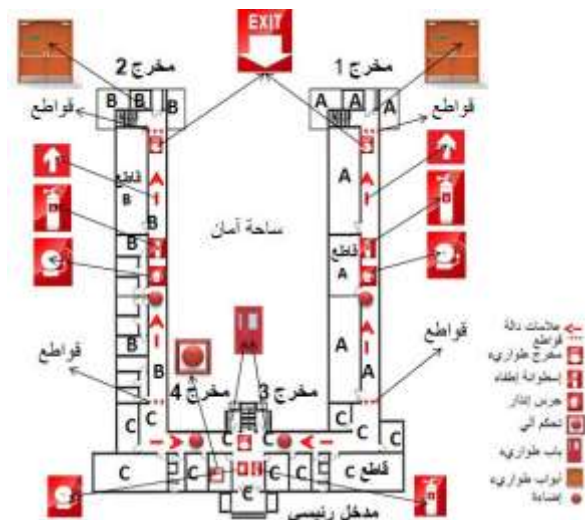 EXIT
مخرج 2
مخرج 1
B
B
B
A
A
A
قواطع
قواطع
قاطع
B
A
B
ساحة أمان
B
قاطع
A
B
A
B
B
A
A
قواطع
قواطع
مخرج 4
مخرج 3
C
C
C
C
C
C
C
C
C
C
C
C
قاطع
C
C
مدخل رئيسي
علامات دالة
قواطع
مخرج طوارىء
إسطوانة إطفاء
جرس إنذار
تحكم آلي
باب طوارىء
أبواب طوارىء
إضاءة